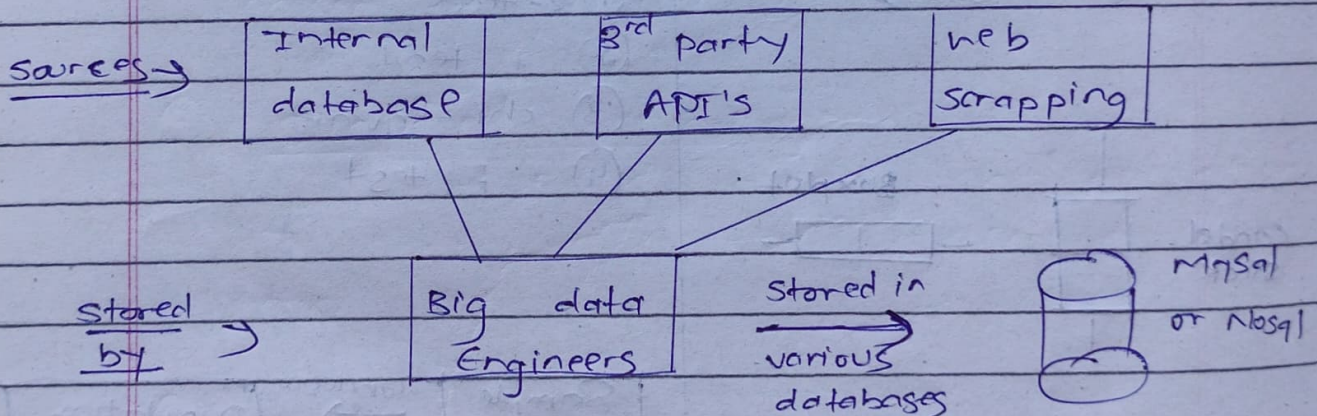 Sources →
Internal
database
3rd party
API's
web
scrapping
Stored
by
Big data
Engineers
Stored in
various
databases
Mysql
or Nosql